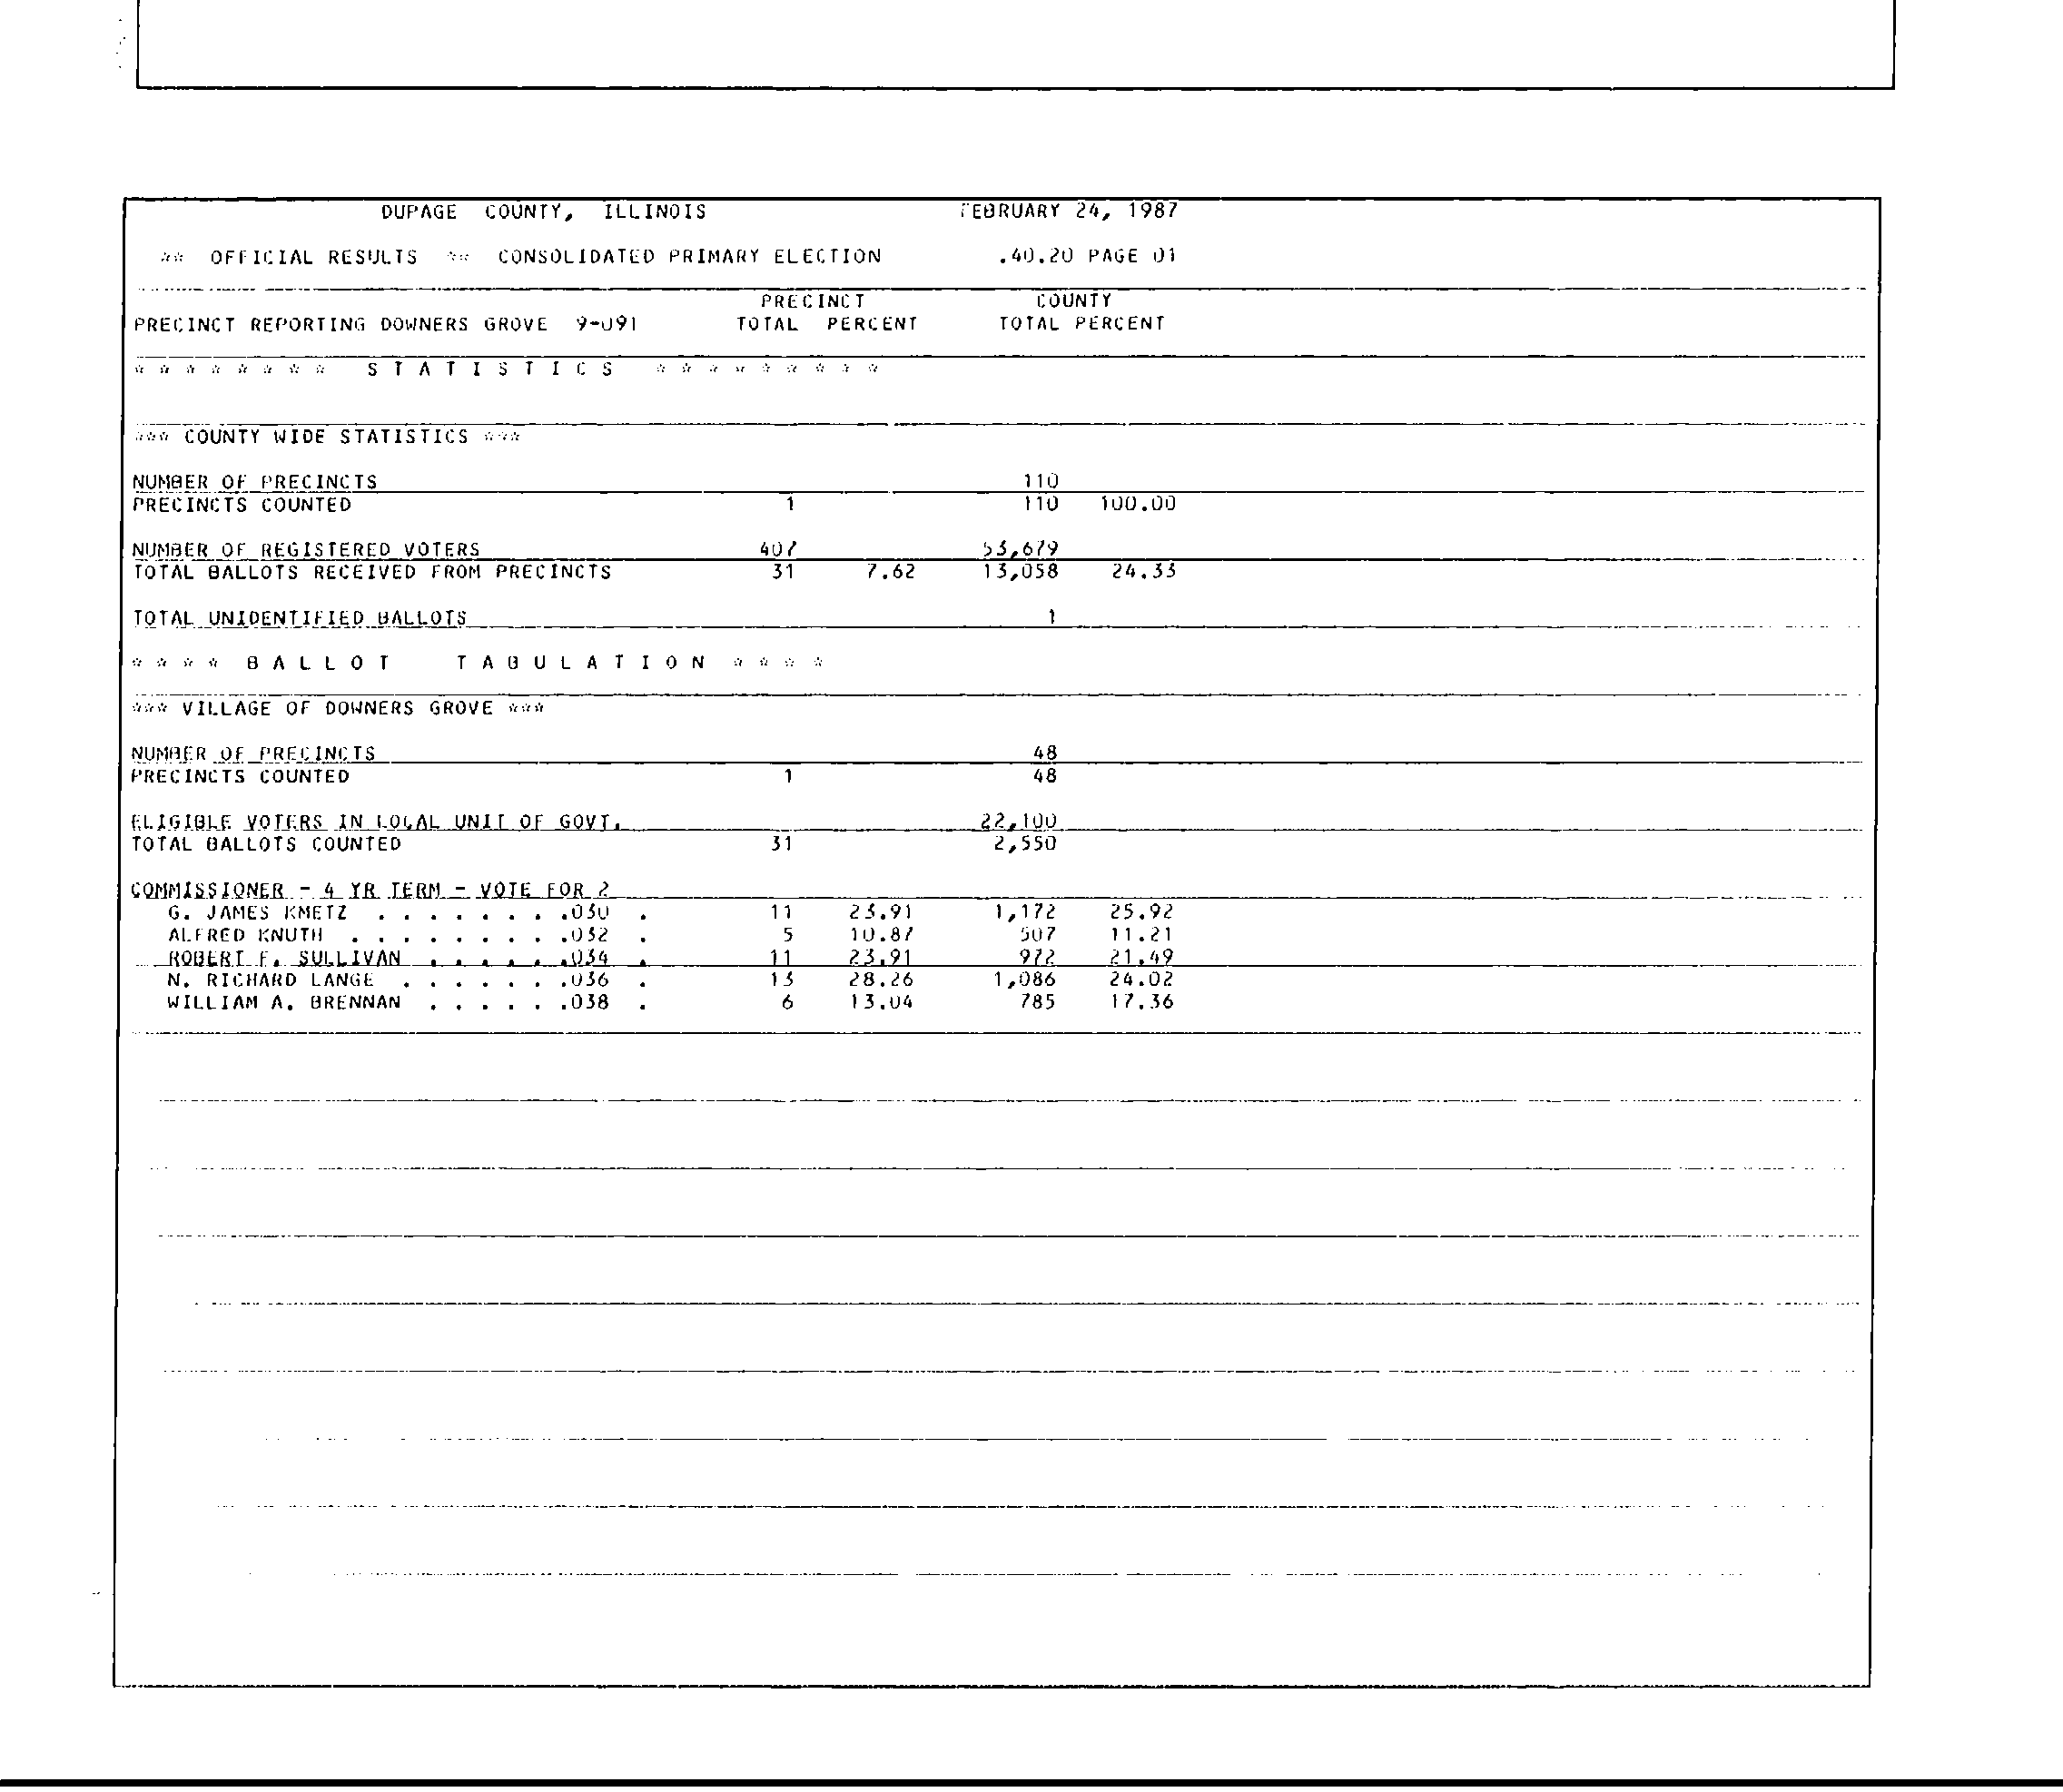 DUPAGE COUNTY, ILLINOIS FEBRUARY 24, 1987
** OFFICIAL RESULTS ** CONSOLIDATED PRIMARY ELECTION .40.20 PAGE 01
PRECINCT COUNTY
PRECINCT REPORTING DOWNERS GROVE 9-091 TOTAL PERCENT TOTAL PERCENT
* * * * * * * * S T A T I S T I C S * * * * * * * * *
*** COUNTY WIDE STATISTICS ***
NUMBER OF PRECINCTS 110
PRECINCTS COUNTED 1 110 100.00
NUMBER OF REGISTERED VOTERS 407 53,679
TOTAL BALLOTS RECEIVED FROM PRECINCTS 31 7.62 13,058 24.33
TOTAL UNIDENTIFIED BALLOTS 1
* * * * B A L L O T T A B U L A T I O N * * * *
*** VILLAGE OF DOWNERS GROVE ***
NUMBER OF PRECINCTS 48
PRECINCTS COUNTED 1 48
ELIGIBLE VOTERS IN LOCAL UNIT OF GOVT. 22,100
TOTAL BALLOTS COUNTED 31 2,550
COMMISSIONER - 4 YR TERM - VOTE FOR 2
G. JAMES KMETZ . . . . . . . .030 . 11 23.91 1,172 25.92
ALFRED KNUTH . . . . . . . . .032 . 5 10.87 507 11.21
ROBERT F. SULLIVAN . . . . . .034 . 11 23.91 972 21.49
N. RICHARD LANGE . . . . . . .036 . 13 28.26 1,086 24.02
WILLIAM A. BRENNAN . . . . . .038 . 6 13.04 785 17.36